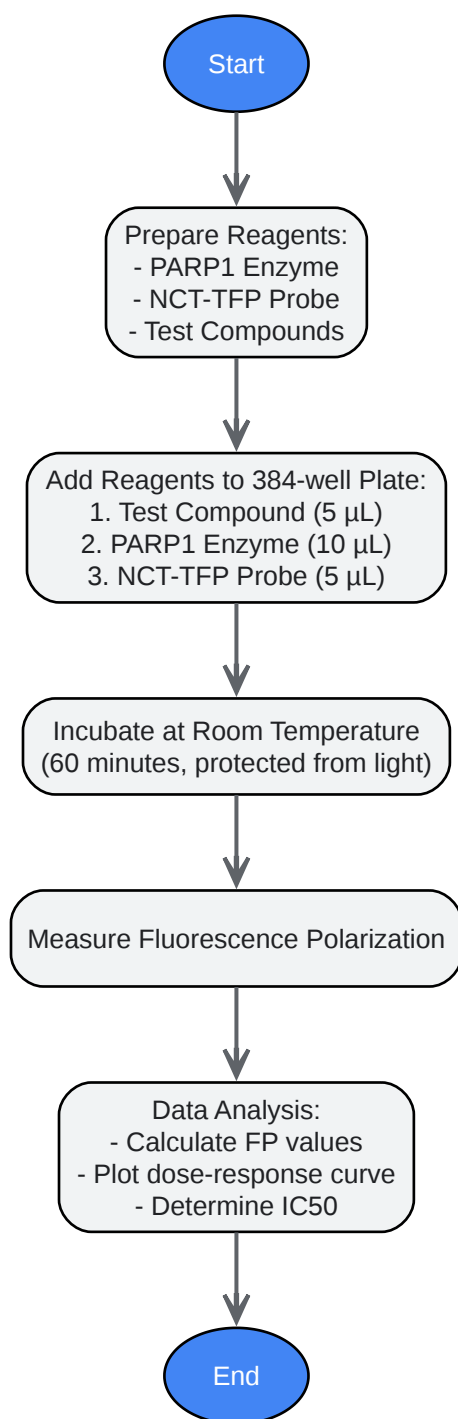 Start
Prepare Reagents:
- PARP1 Enzyme
- NCT-TFP Probe
- Test Compounds
Add Reagents to 384-well Plate:
1. Test Compound (5 µL)
2. PARP1 Enzyme (10 µL)
3. NCT-TFP Probe (5 µL)
Incubate at Room Temperature
(60 minutes, protected from light)
Measure Fluorescence Polarization
Data Analysis:
- Calculate FP values
- Plot dose-response curve
- Determine IC50
End